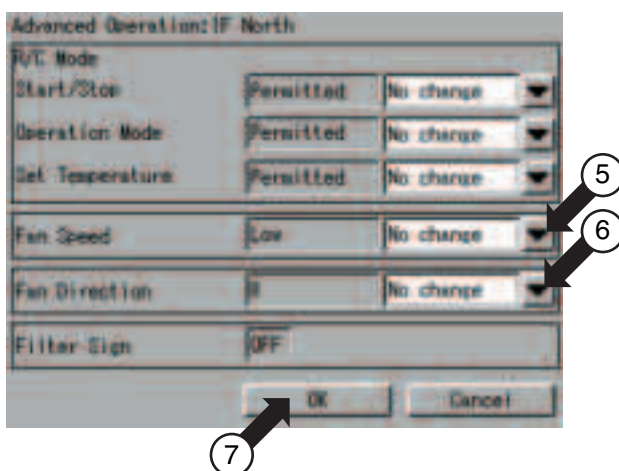 Advanced Operation:1F North
R/C Mode
Start/Stop Permitted No change
Operation Mode Permitted No change
Set Temperature Permitted No change
5
Fan Speed Low No change
6
Fan Direction No change
Filter Sign OFF
OK Cancel
7